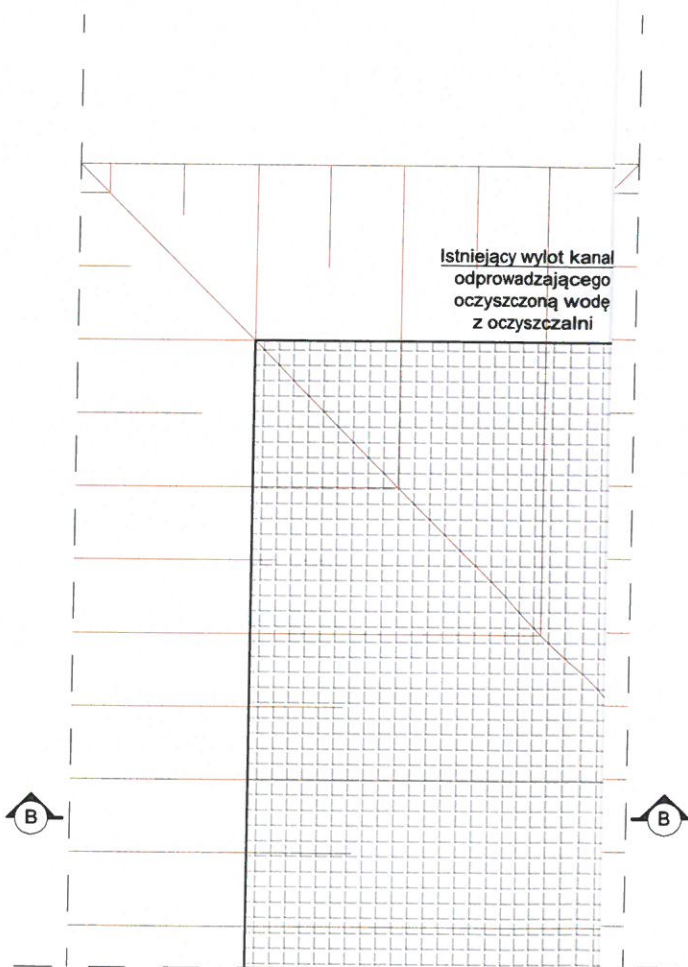 Istniejący wylot kanał
odprowadzającego
oczyszczoną wodę
z oczyszczalni
B
B